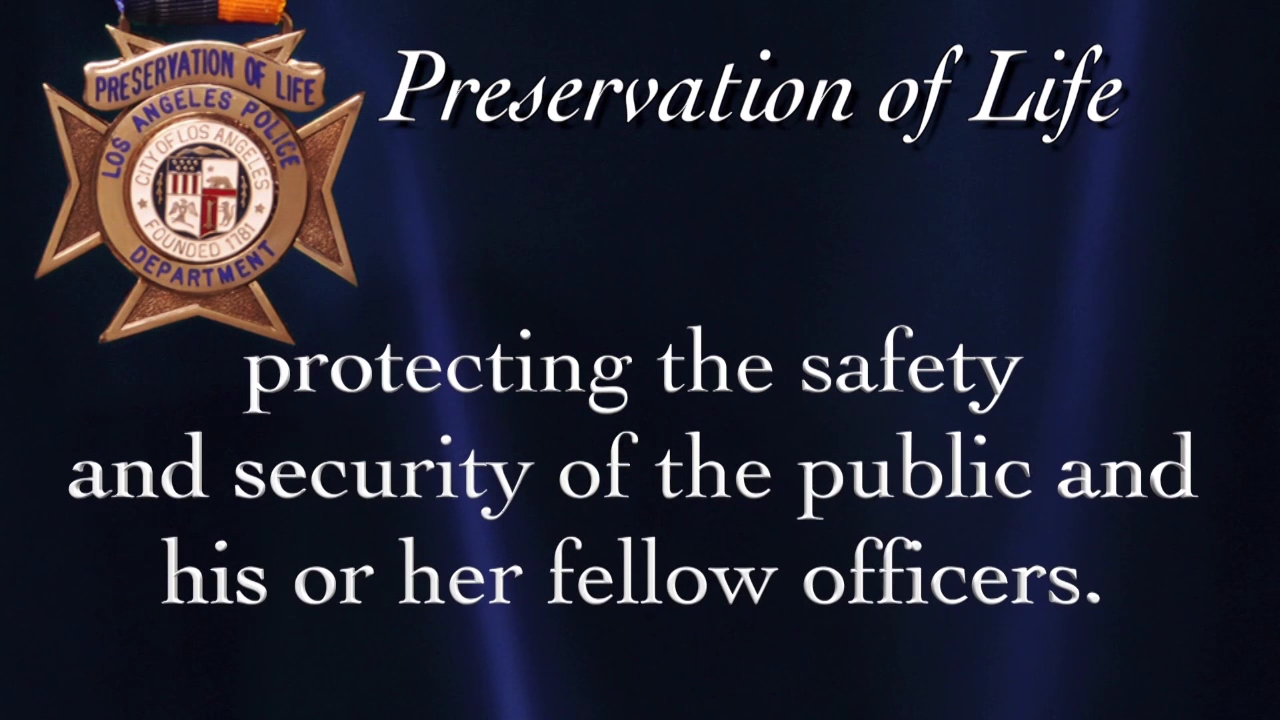 Preservation of Life
PRESERVATION OF LIFE
LOS ANGELES POLICE
CITY OF LOS ANGELES
FOUNDED 1781
DEPARTMENT
protecting the safety
and security of the public and
his or her fellow officers.